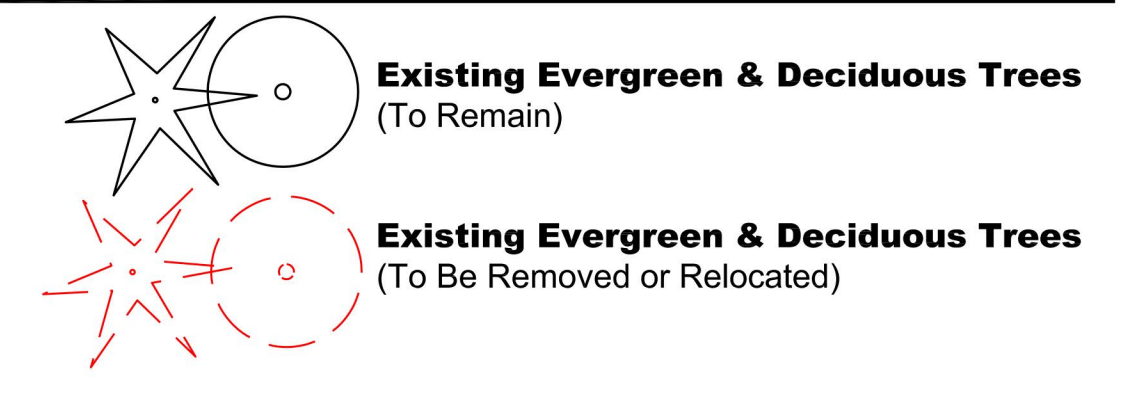 Existing Evergreen & Deciduous Trees
(To Remain)
Existing Evergreen & Deciduous Trees
(To Be Removed or Relocated)